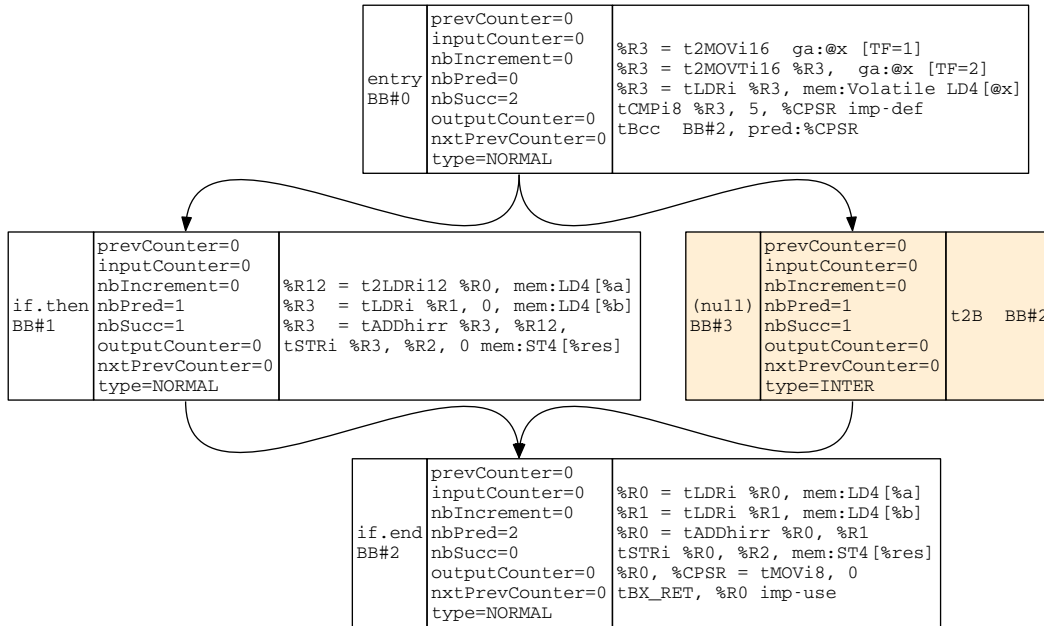 entry
BB#0
prevCounter=0
inputCounter=0
nbIncrement=0
nbPred=0
nbSucc=2
outputCounter=0
nxtPrevCounter=0
type=NORMAL
%R3 = t2MOVi16  ga:@x [TF=1]
%R3 = t2MOVTi16 %R3,  ga:@x [TF=2]
%R3 = tLDRi %R3, mem:Volatile LD4[@x]
tCMPi8 %R3, 5, %CPSR imp-def
tBcc  BB#2, pred:%CPSR
if.then
BB#1
prevCounter=0
inputCounter=0
nbIncrement=0
nbPred=1
nbSucc=1
outputCounter=0
nxtPrevCounter=0
type=NORMAL
%R12 = t2LDRi12 %R0, mem:LD4[%a]
%R3  = tLDRi %R1, 0, mem:LD4[%b]
%R3  = tADDhirr %R3, %R12,
tSTRi %R3, %R2, 0 mem:ST4[%res]
(null)
BB#3
prevCounter=0
inputCounter=0
nbIncrement=0
nbPred=1
nbSucc=1
outputCounter=0
nxtPrevCounter=0
type=INTER
t2B  BB#2
if.end
BB#2
prevCounter=0
inputCounter=0
nbIncrement=0
nbPred=2
nbSucc=0
outputCounter=0
nxtPrevCounter=0
type=NORMAL
%R0 = tLDRi %R0, mem:LD4[%a]
%R1 = tLDRi %R1, mem:LD4[%b]
%R0 = tADDhirr %R0, %R1
tSTRi %R0, %R2, mem:ST4[%res]
%R0, %CPSR = tMOVi8, 0
tBX_RET, %R0 imp-use